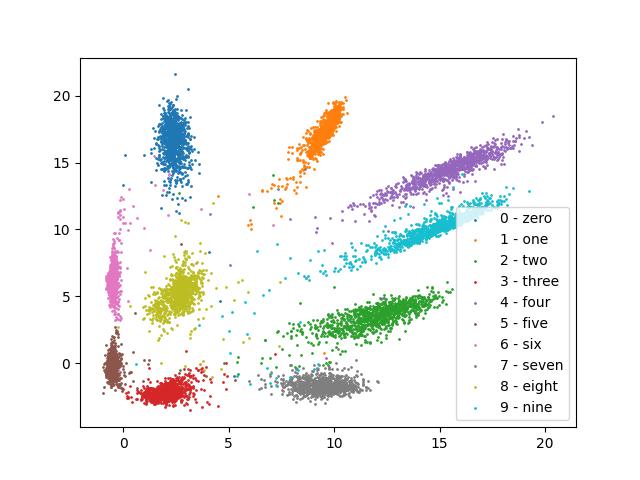 20
15
10
5
0
0 - zero
1 - one
2 - two
3 - three
4 - four
5 - five
6 - six
7 - seven
8 - eight
9 - nine
0 5 10 15 20